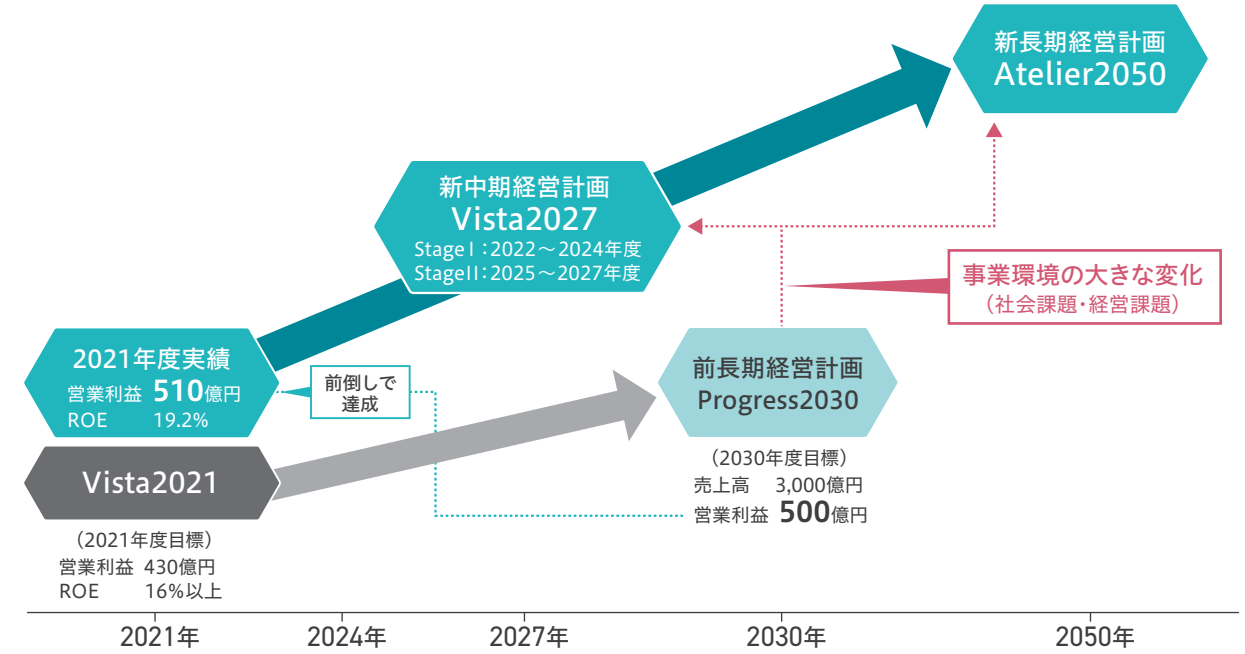 新長期経営計画
Atelier2050
新中期経営計画
Vista2027
StageⅠ：2022～2024年度
StageⅡ：2025～2027年度
事業環境の大きな変化
（社会課題・経営課題）
2021年度実績
営業利益 510億円
ROE 19.2%
前倒しで
達成
前長期経営計画
Progress2030
（2030年度目標）
売上高 3,000億円
営業利益 500億円
Vista2021
（2021年度目標）
営業利益 430億円
ROE 16%以上
2021年 2024年 2027年 2030年 2050年